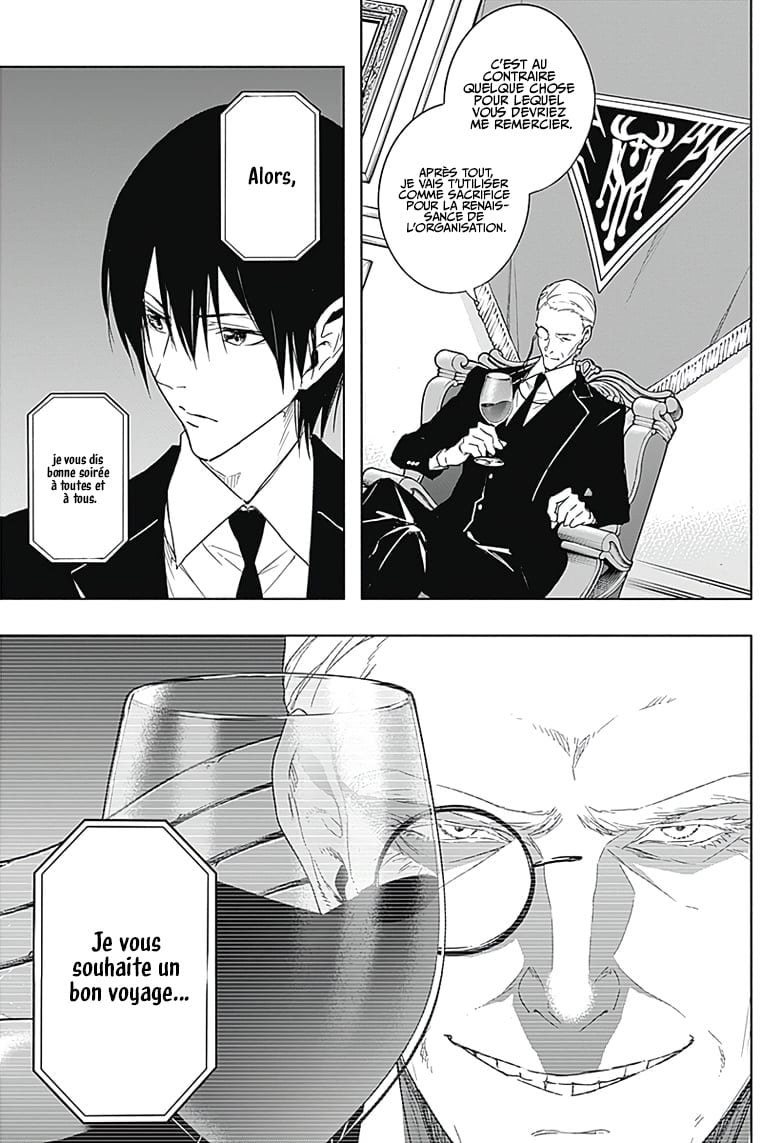 C'EST AU
CONTRAIRE
QUELQUE CHOSE
POUR LEQUEL
VOUS DEVRIEZ
ME REMERCIER.
APRÈS TOUT,
JE VAIS T'UTILISER
COMME SACRIFICE
POUR LA RENAIS-
SANCE DE
L'ORGANISATION.
Alors,
je vous dis
bonne soirée
à toutes et
à tous.
Je vous
souhaite un
bon voyage...